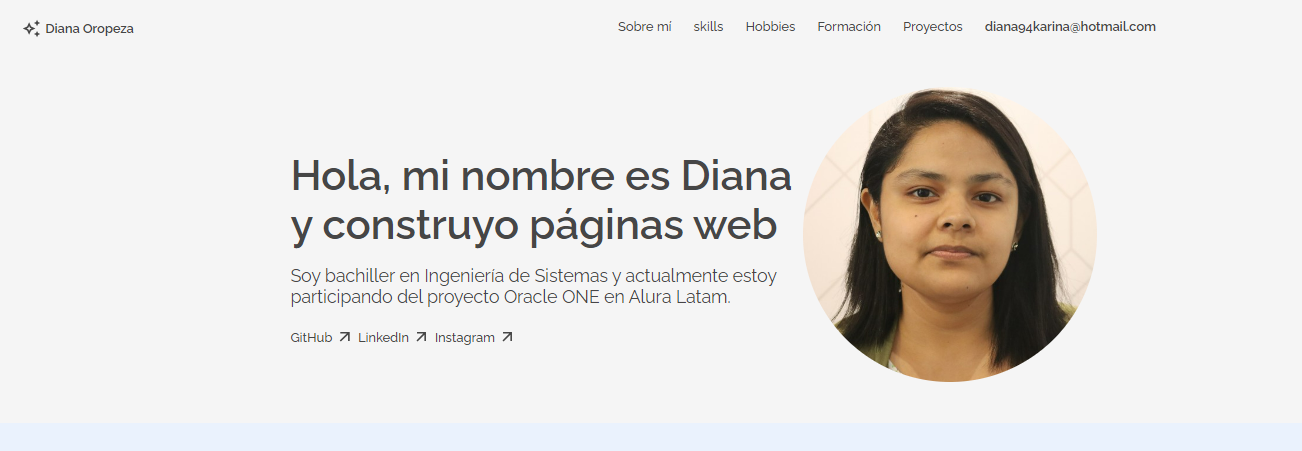 Diana Oropeza
Sobre mí skills Hobbies Formación Proyectos diana94karina@hotmail.com
Hola, mi nombre es Diana
y construyo páginas web
Soy bachiller en Ingeniería de Sistemas y actualmente estoy
participando del proyecto Oracle ONE en Alura Latam.
GitHub LinkedIn Instagram